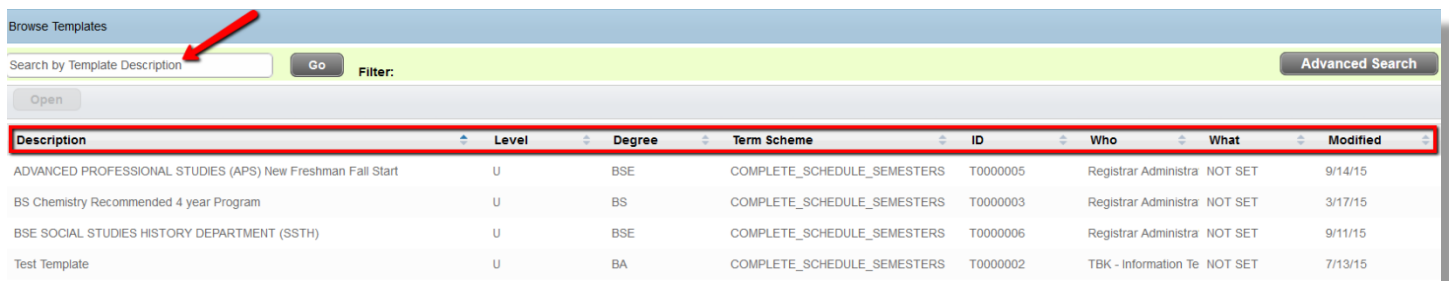 Browse Templates
Search by Template Description Go Filter: Advanced Search
Open
Description Level Degree Term Scheme ID Who What Modified
ADVANCED PROFESSIONAL STUDIES (APS) New Freshman Fall Start U BSE COMPLETE_SCHEDULE_SEMESTERS T0000005 Registrar Administra NOT SET 9/14/15
BS Chemistry Recommended 4 year Program U BS COMPLETE_SCHEDULE_SEMESTERS T0000003 Registrar Administra NOT SET 3/17/15
BSE SOCIAL STUDIES HISTORY DEPARTMENT (SSTH) U BSE COMPLETE_SCHEDULE_SEMESTERS T0000006 Registrar Administra NOT SET 9/11/15
Test Template U BA COMPLETE_SCHEDULE_SEMESTERS T0000002 TBK - Information Te NOT SET 7/13/15